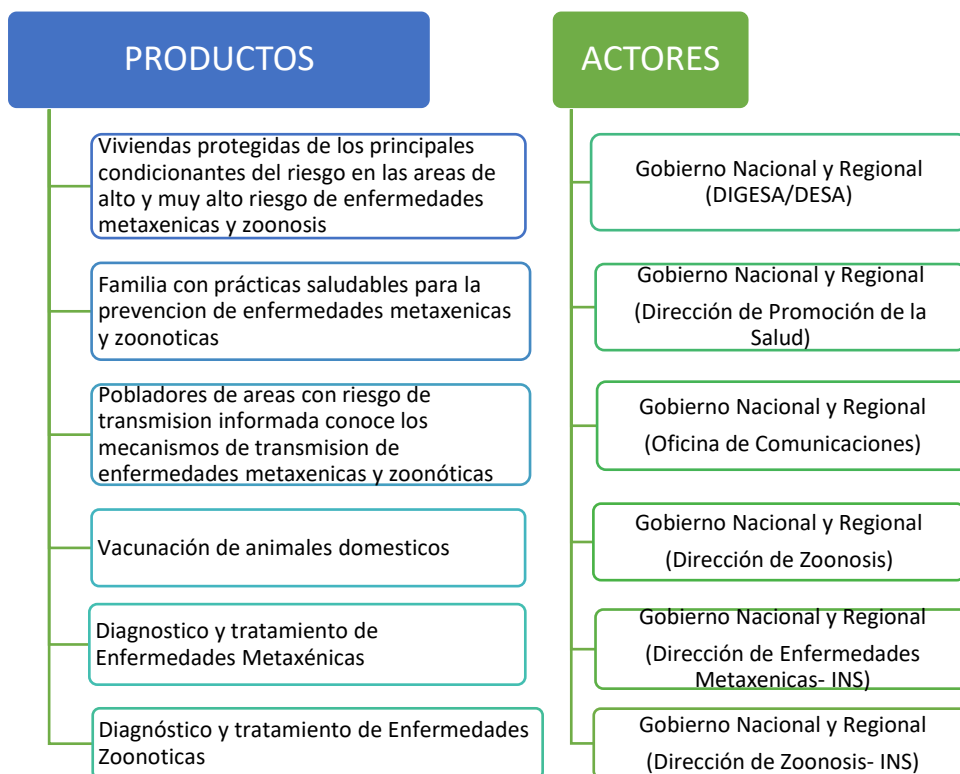 PRODUCTOS
Viviendas protegidas de los principales
condicionantes del riesgo en las areas de
alto y muy alto riesgo de enfermedades
metaxenicas y zoonosis
Familia con prácticas saludables para la
prevencion de enfermedades metaxenicas
y zoonoticas
Pobladores de areas con riesgo de
transmision informada conoce los
mecanismos de transmision de
enfermedades metaxenicas y zoonóticas
Vacunación de animales domesticos
Diagnostico y tratamiento de
Enfermedades Metaxénicas
Diagnóstico y tratamiento de Enfermedades
Zoonoticas
ACTORES
Gobierno Nacional y Regional
(DIGESA/DESA)
Gobierno Nacional y Regional
(Dirección de Promoción de la
Salud)
Gobierno Nacional y Regional
(Oficina de Comunicaciones)
Gobierno Nacional y Regional
(Dirección de Zoonosis)
Gobierno Nacional y Regional
(Dirección de Enfermedades
Metaxenicas- INS)
Gobierno Nacional y Regional
(Dirección de Zoonosis- INS)